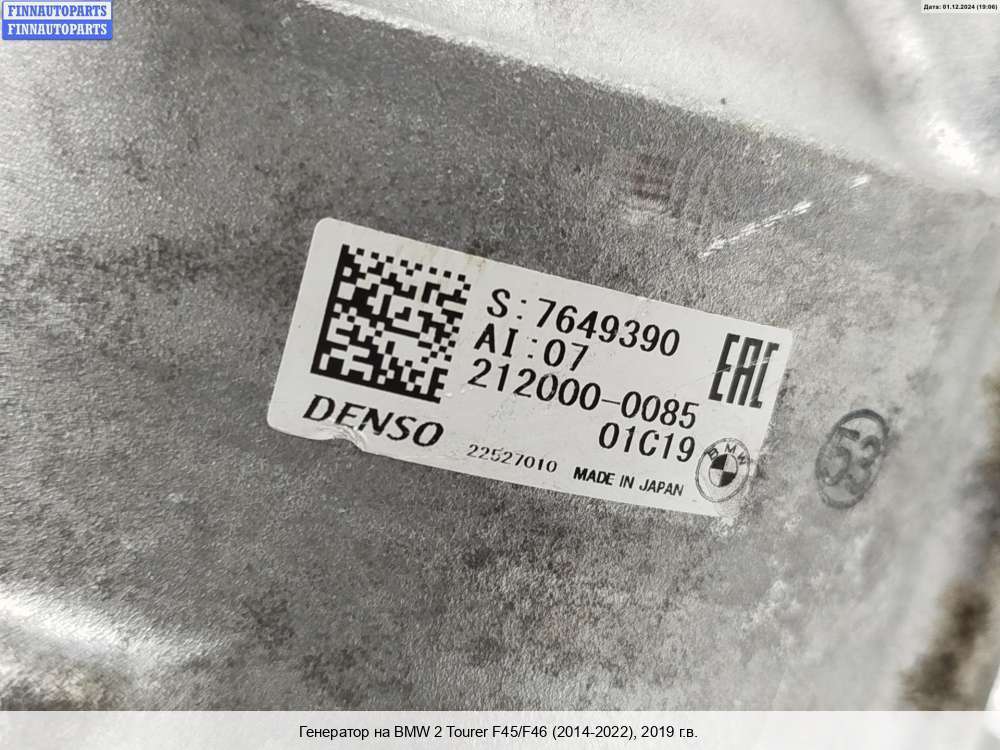 FINNAUTOPARTS
FINNAUTOPARTS
Дата: 01.12.2024 (19:06)
S:7649390
AI:07
212000-0085
01C19
EAC
DENSO
22527010
MADE IN JAPAN
BMW
53
Генератор на BMW 2 Tourer F45/F46 (2014-2022), 2019 г.в.